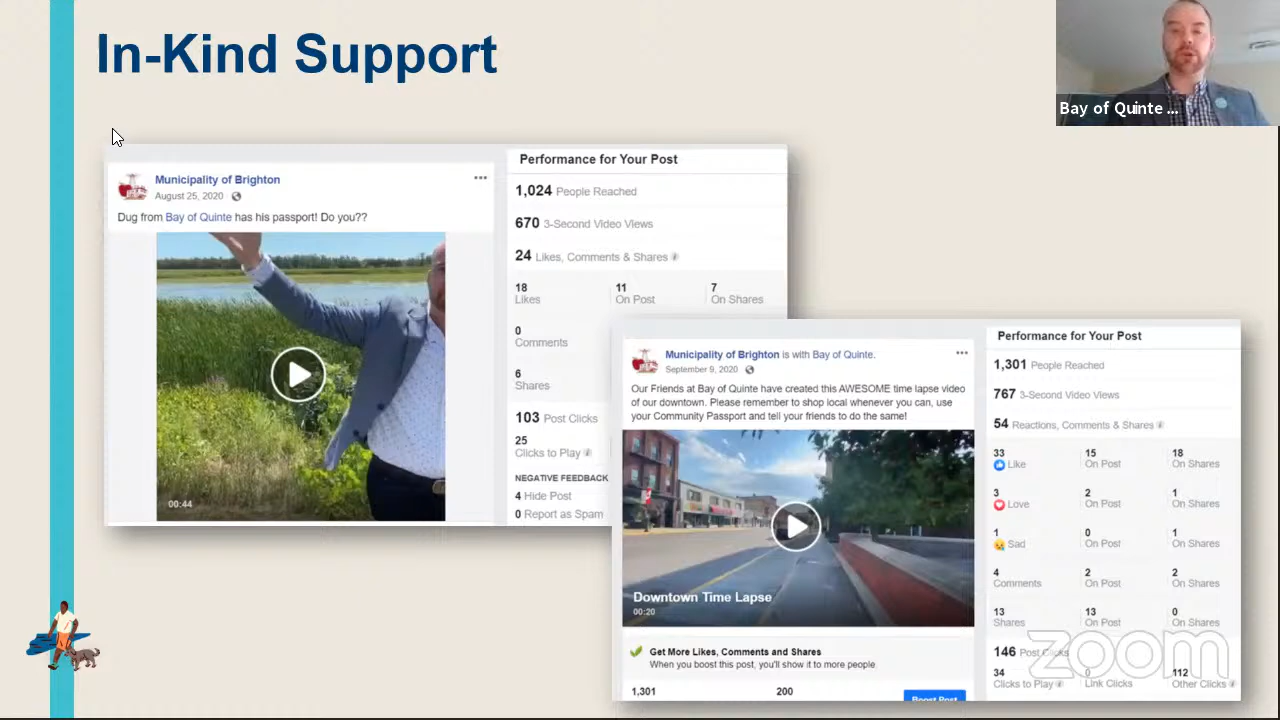 In-Kind Support
Bay of Quinte ...
Municipality of Brighton
August 25, 2020
Dug from Bay of Quinte has his passport! Do you??
00:44
Performance for Your Post
1,024 People Reached
670 3-Second Video Views
24 Likes, Comments & Shares
18 11 7
Likes On Post On Shares
0
Comments
6
Shares
103 Post Clicks
25
Clicks to Play
NEGATIVE FEEDBACK
4 Hide Post
0 Report as Spam
Municipality of Brighton is with Bay of Quinte.
September 9, 2020
Our Friends at Bay of Quinte have created this AWESOME time lapse video
of our downtown. Please remember to shop local whenever you can, use
your Community Passport and tell your friends to do the same!
Downtown Time Lapse
00:20
Get More Likes, Comments and Shares
When you boost this post, you'll show it to more people
1,301 200
Boost Post
Performance for Your Post
1,301 People Reached
767 3-Second Video Views
54 Reactions, Comments & Shares
33 15 18
Like On Post On Shares
3 2 1
Love On Post On Shares
1 0 1
Sad On Post On Shares
4 2 2
Comments On Post On Shares
13 13 0
Shares On Post On Shares
146 Post Clicks
34 0 112
Clicks to Play Link Clicks Other Clicks
zoom